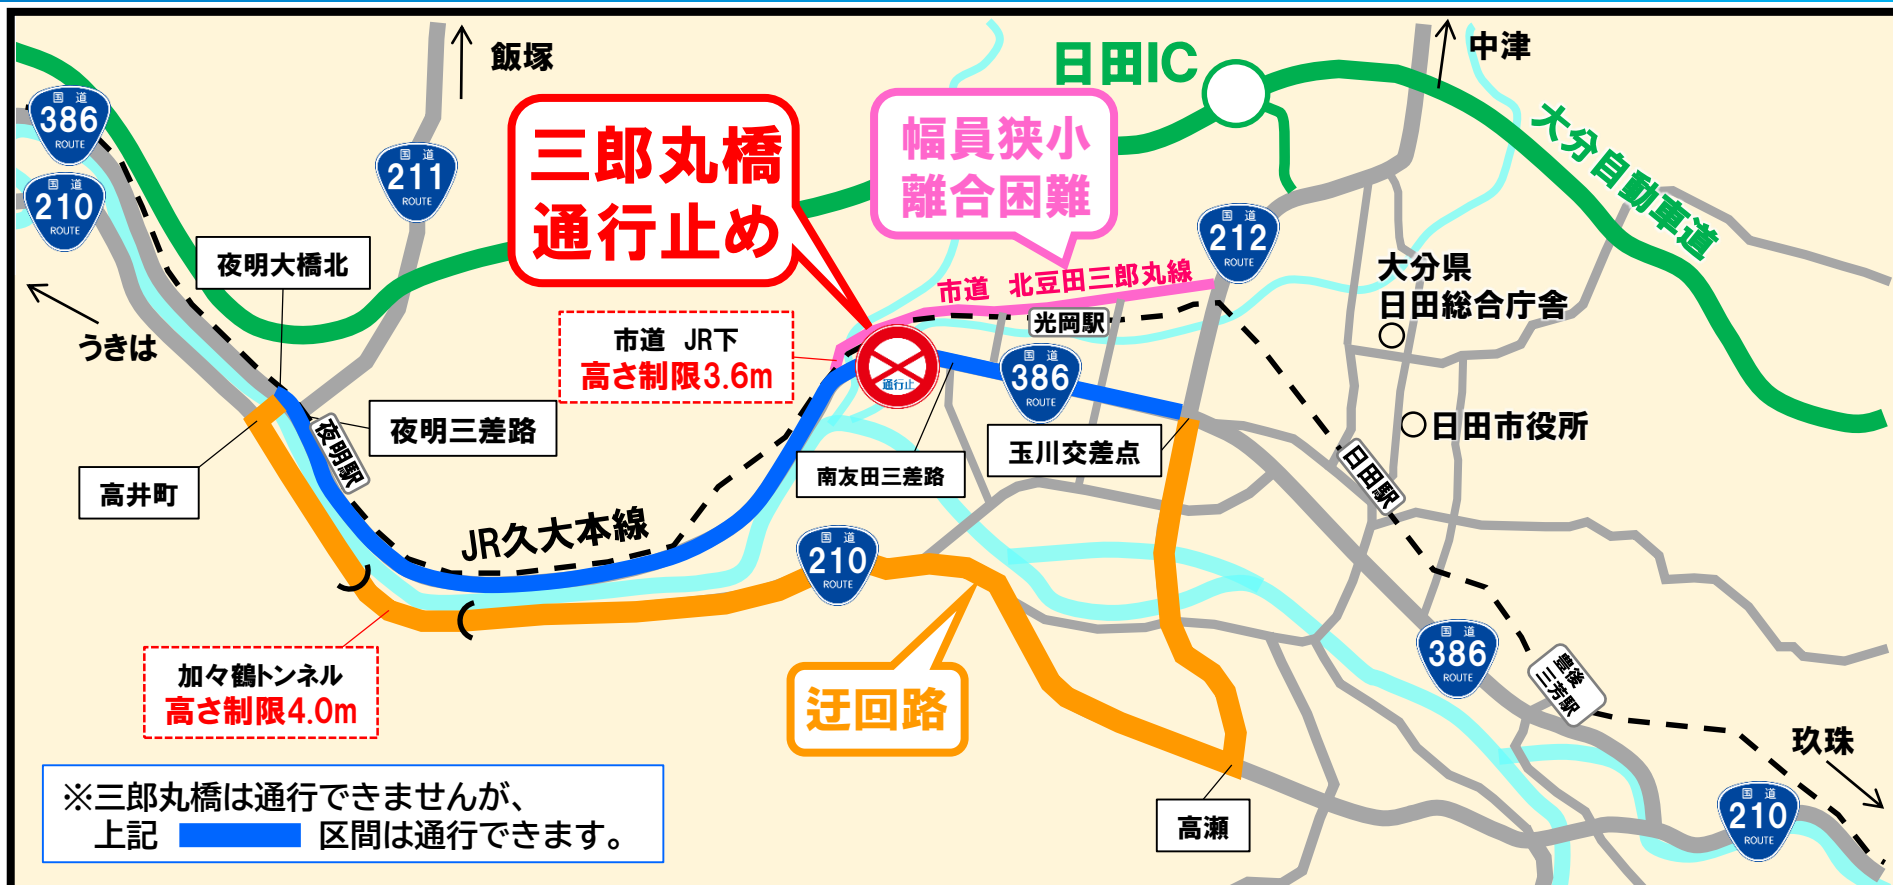 飯塚
中津
日田IC
国道
386
ROUTE
国道
211
ROUTE
国道
210
ROUTE
三郎丸橋
通行止め
幅員狭小
離合困難
大分自動車道
国道
212
ROUTE
夜明大橋北
うきは
市道 北豆田三郎丸線
大分県
日田総合庁舎
市道 JR下
高さ制限3.6m
光岡駅
通行止
国道
386
ROUTE
夜明三差路
夜明駅
高井町
南友田三差路
玉川交差点
日田市役所
日田駅
JR久大本線
国道
210
ROUTE
加々鶴トンネル
高さ制限4.0m
迂回路
国道
386
ROUTE
豊後
三芳駅
玖珠
国道
210
ROUTE
高瀬
※三郎丸橋は通行できませんが、
上記 区間は通行できます。